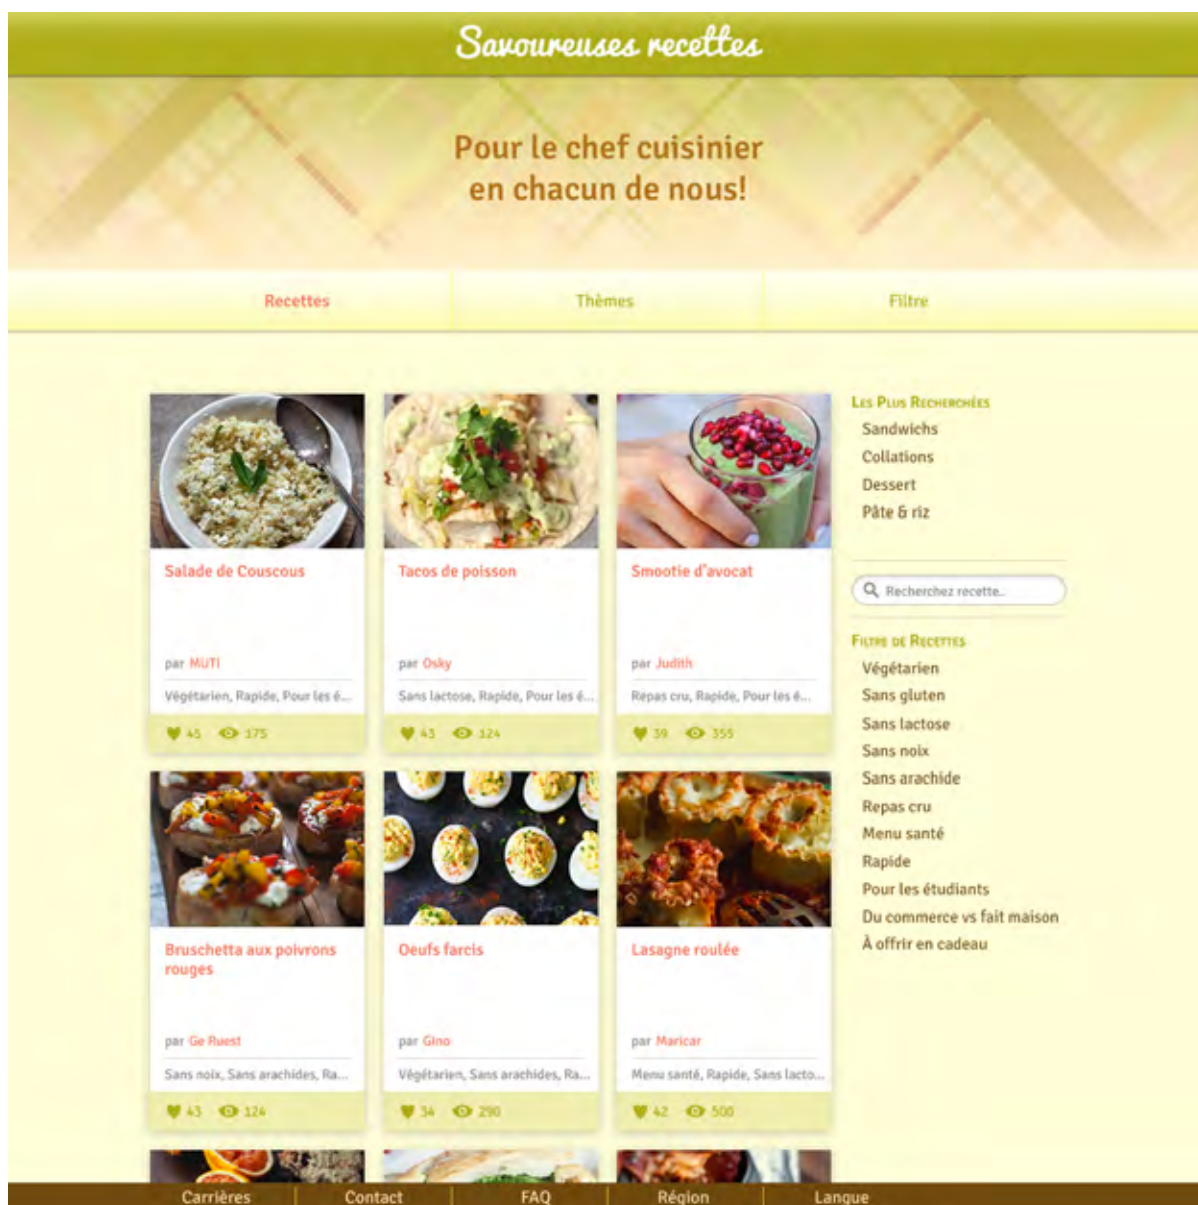 Savoureuses recettes
Pour le chef cuisinier
en chacun de nous!
Recettes
Thèmes
Filtre
Salade de Couscous
par MUTI
Végétarien, Rapide, Pour les é...
45 175
Tacos de poisson
par Osky
Sans lactose, Rapide, Pour les é...
43 124
Smootie d'avocat
par Judith
Repas cru, Rapide, Pour les é...
39 355
Bruschetta aux poivrons
rouges
par Ge Ruest
Sans noix, Sans arachides, Ra...
43 124
Oeufs farcis
par Gino
Végétarien, Sans arachides, Ra...
34 290
Lasagne roulée
par Maricar
Menu santé, Rapide, Sans lacto...
42 500
Les Plus Recherchées
Sandwichs
Collations
Dessert
Pâte & riz
Recherchez recette..
Filtre de Recettes
Végétarien
Sans gluten
Sans lactose
Sans noix
Sans arachide
Repas cru
Menu santé
Rapide
Pour les étudiants
Du commerce vs fait maison
À offrir en cadeau
Carrières
Contact
FAQ
Région
Langue